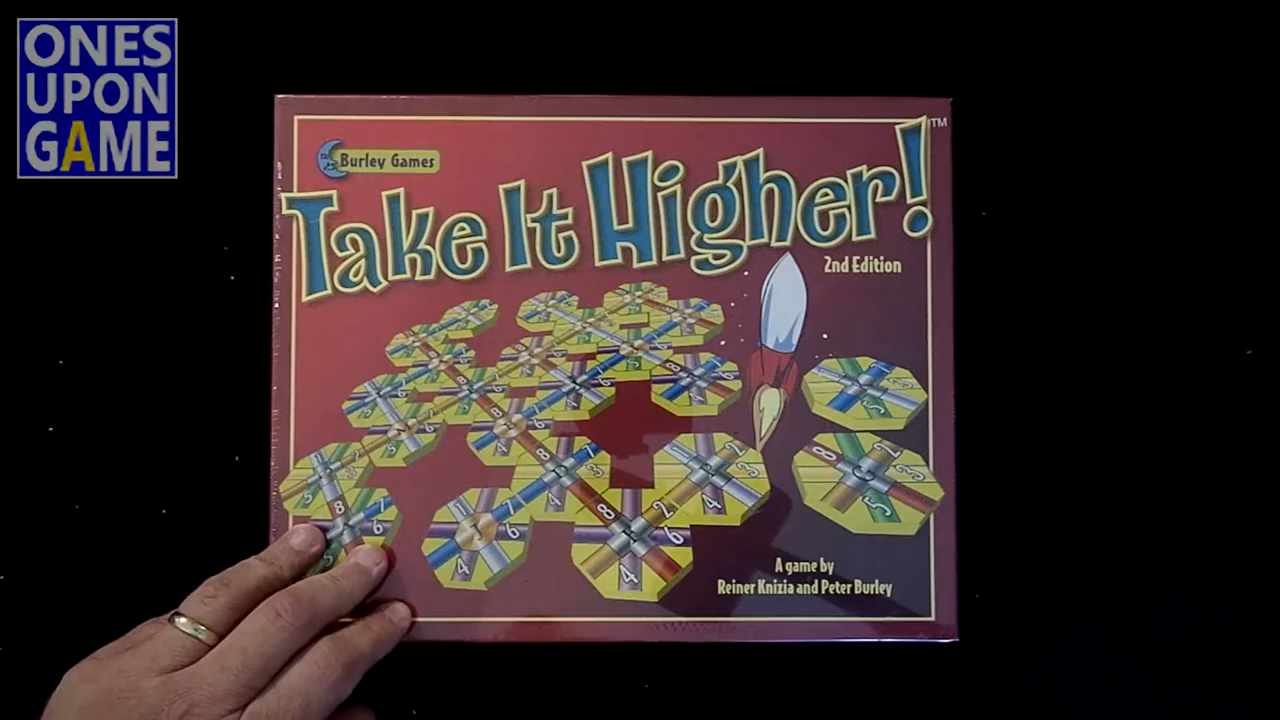 ONES
UPON
GAME
Burley Games
Take It Higher!™
2nd Edition
A game by
Reiner Knizia and Peter Burley